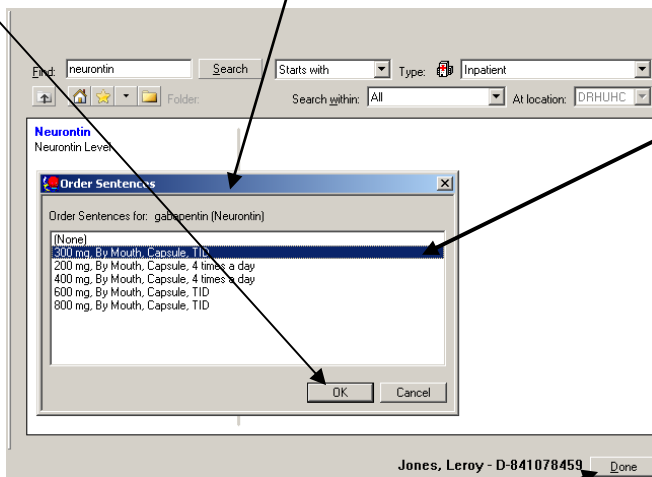 Find: neurontin Search Starts with Type: Inpatient
Folder: Search within: All At location: DRHUHC
Neurontin
Neurontin Level
Order Sentences
Order Sentences for: gabapentin (Neurontin)
(None)
300 mg, By Mouth, Capsule, TID
200 mg, By Mouth, Capsule, 4 times a day
400 mg, By Mouth, Capsule, 4 times a day
600 mg, By Mouth, Capsule, TID
800 mg, By Mouth, Capsule, TID
OK Cancel
Jones, Leroy - D-841078459 Done